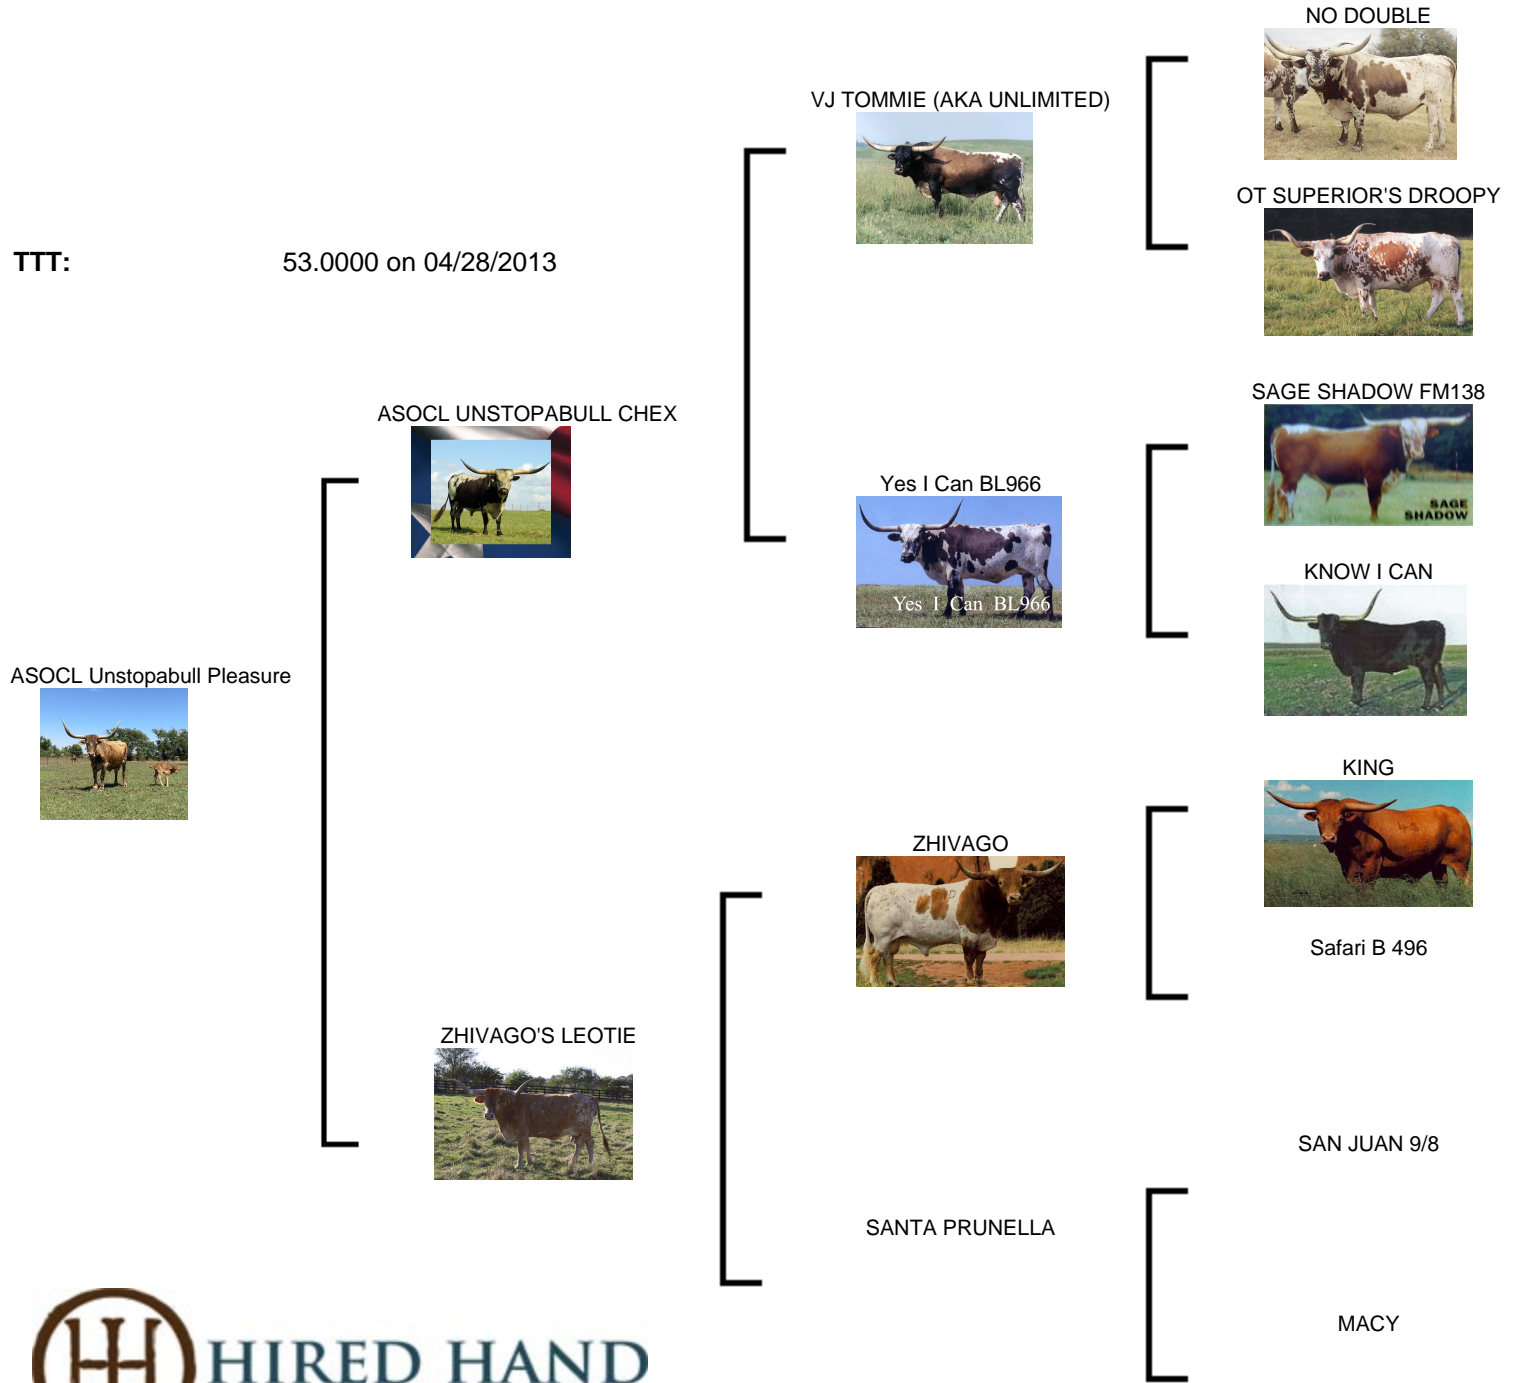 NO DOUBLE
VJ TOMMIE (AKA UNLIMITED)
OT SUPERIOR'S DROOPY
TTT: 53.0000 on 04/28/2013
SAGE SHADOW FM138
ASOCL UNSTOPABULL CHEX
Yes I Can BL966
SAGE
SHADOW
KNOW I CAN
Yes I Can BL966
ASOCL Unstopabull Pleasure
KING
ZHIVAGO
Safari B 496
ZHIVAGO'S LEOTIE
SAN JUAN 9/8
SANTA PRUNELLA
MACY
HIRED HAND